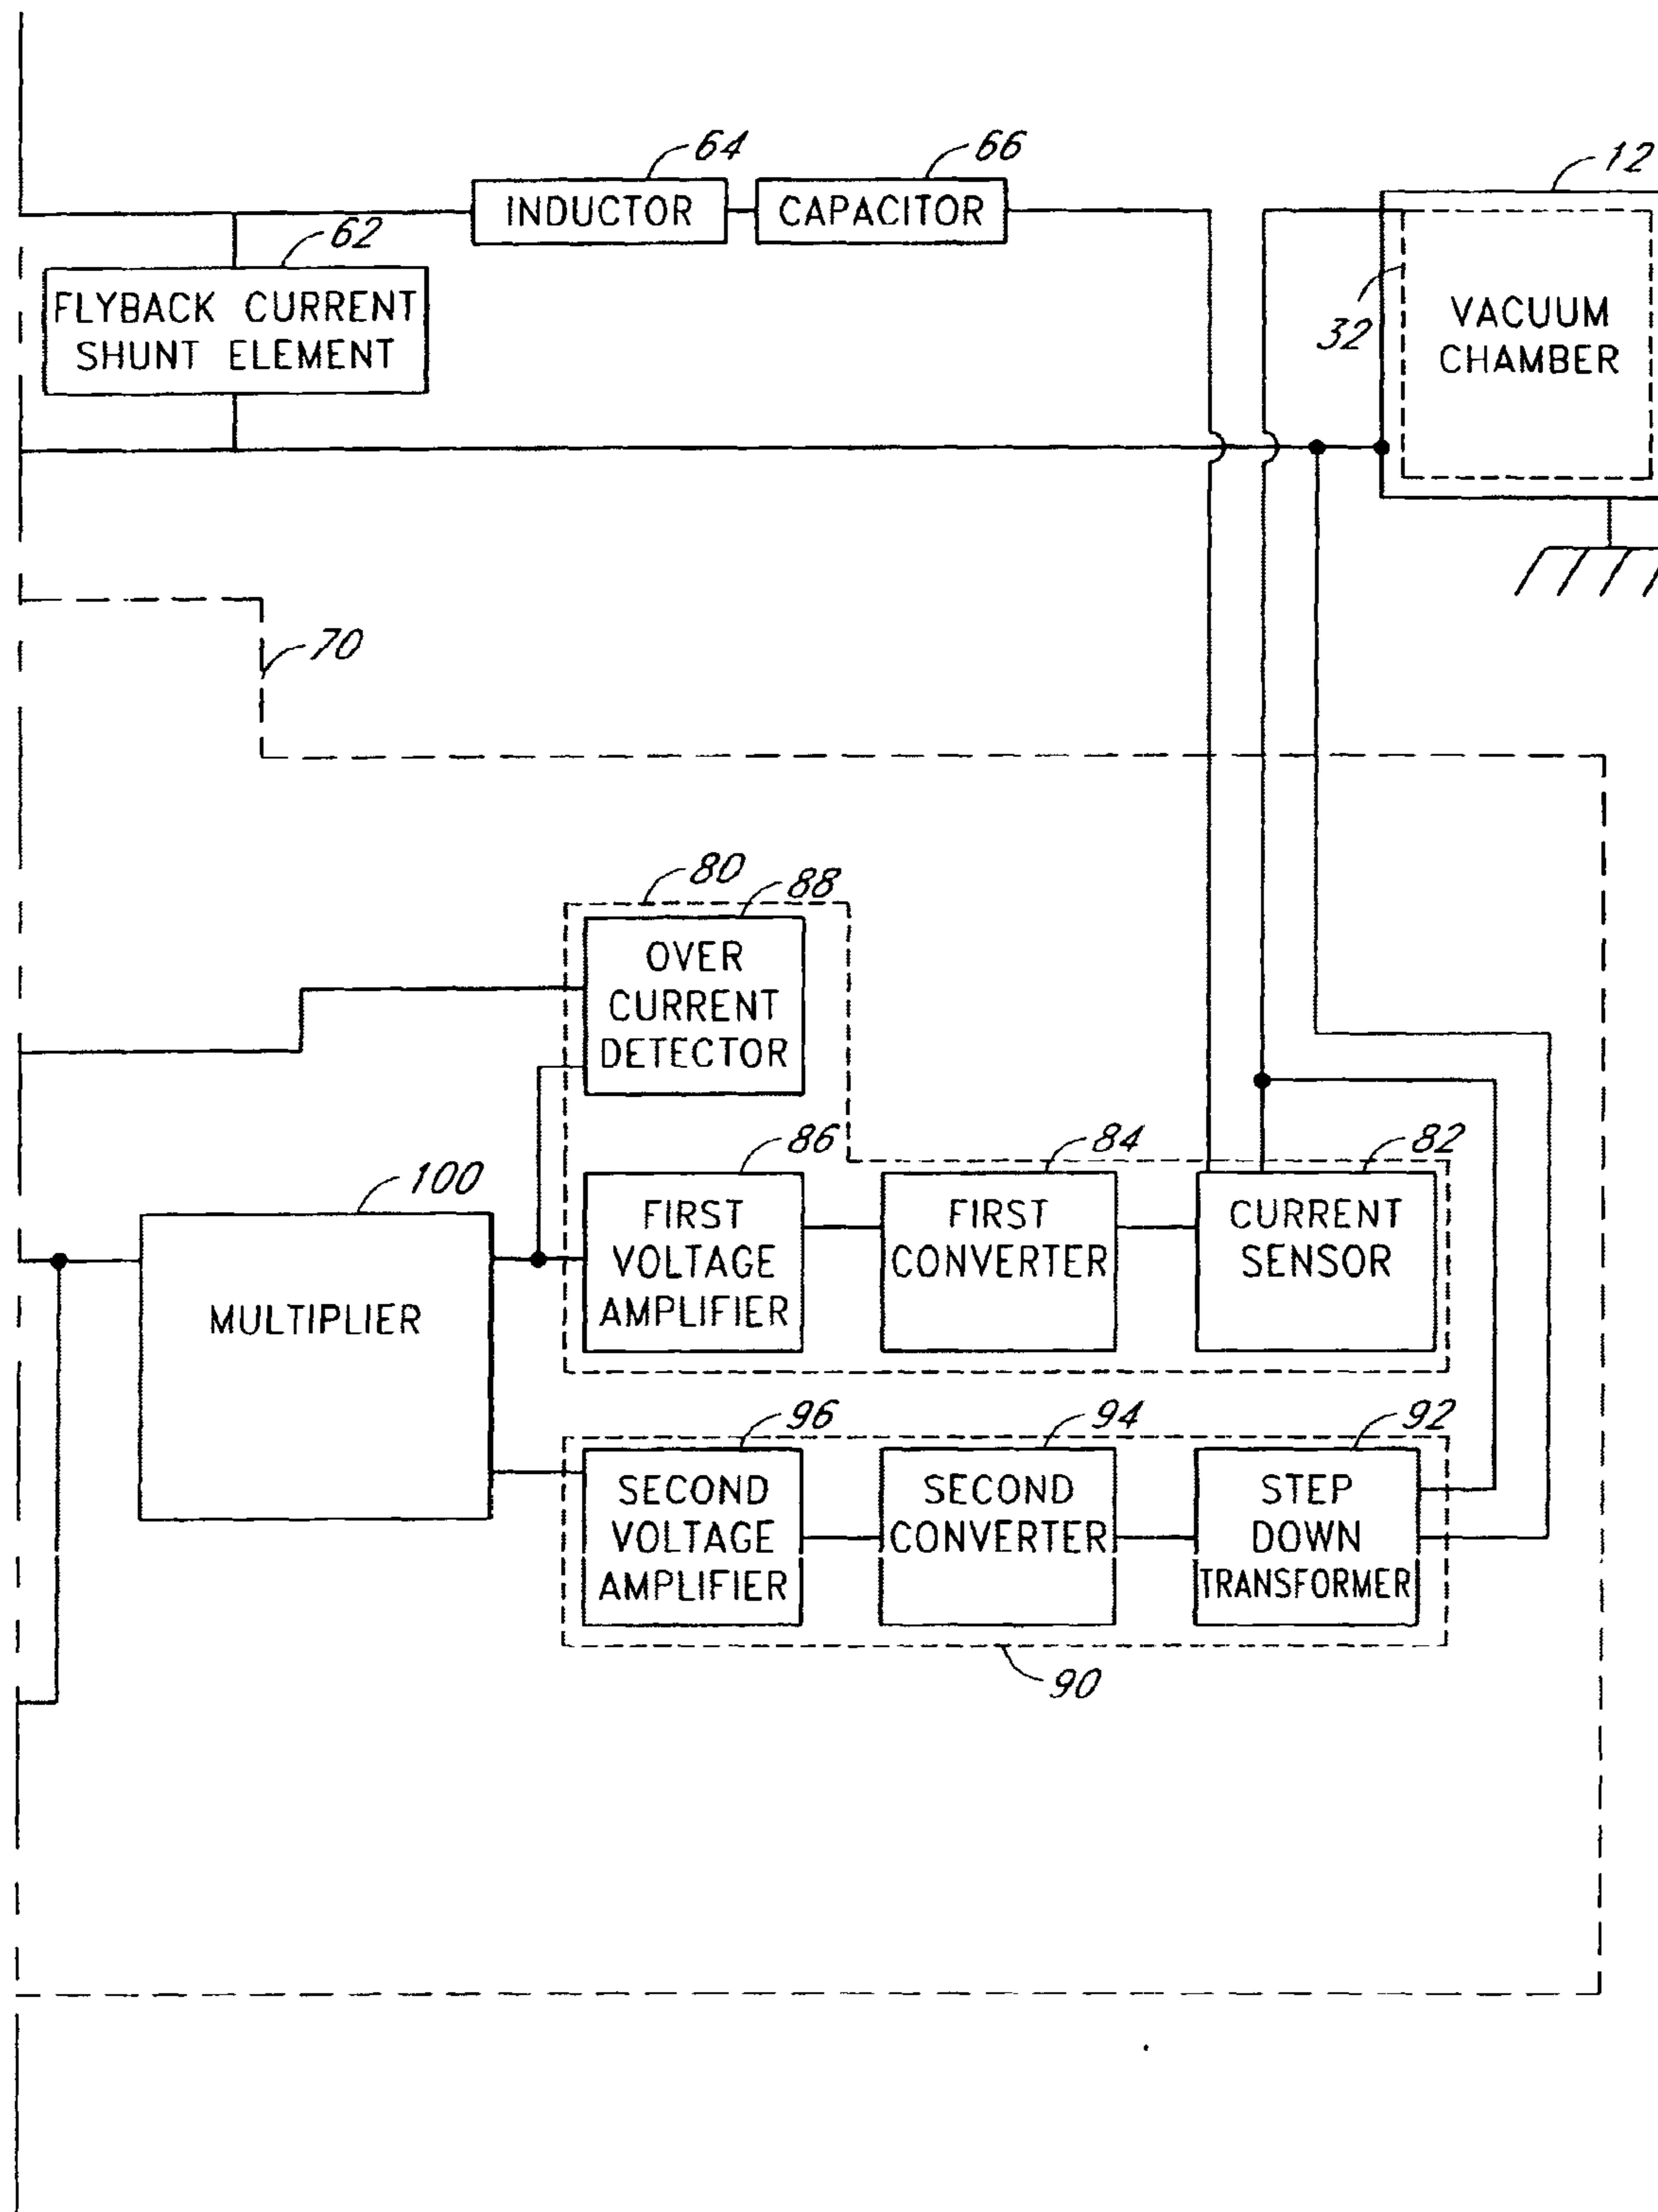 64
66
12
INDUCTOR
CAPACITOR
62
FLYBACK CURRENT
SHUNT ELEMENT
32
VACUUM
CHAMBER
70
80
88
OVER
CURRENT
DETECTOR
86
84
82
100
FIRST
VOLTAGE
AMPLIFIER
FIRST
CONVERTER
CURRENT
SENSOR
MULTIPLIER
96
94
92
SECOND
VOLTAGE
AMPLIFIER
SECOND
CONVERTER
STEP
DOWN
TRANSFORMER
90